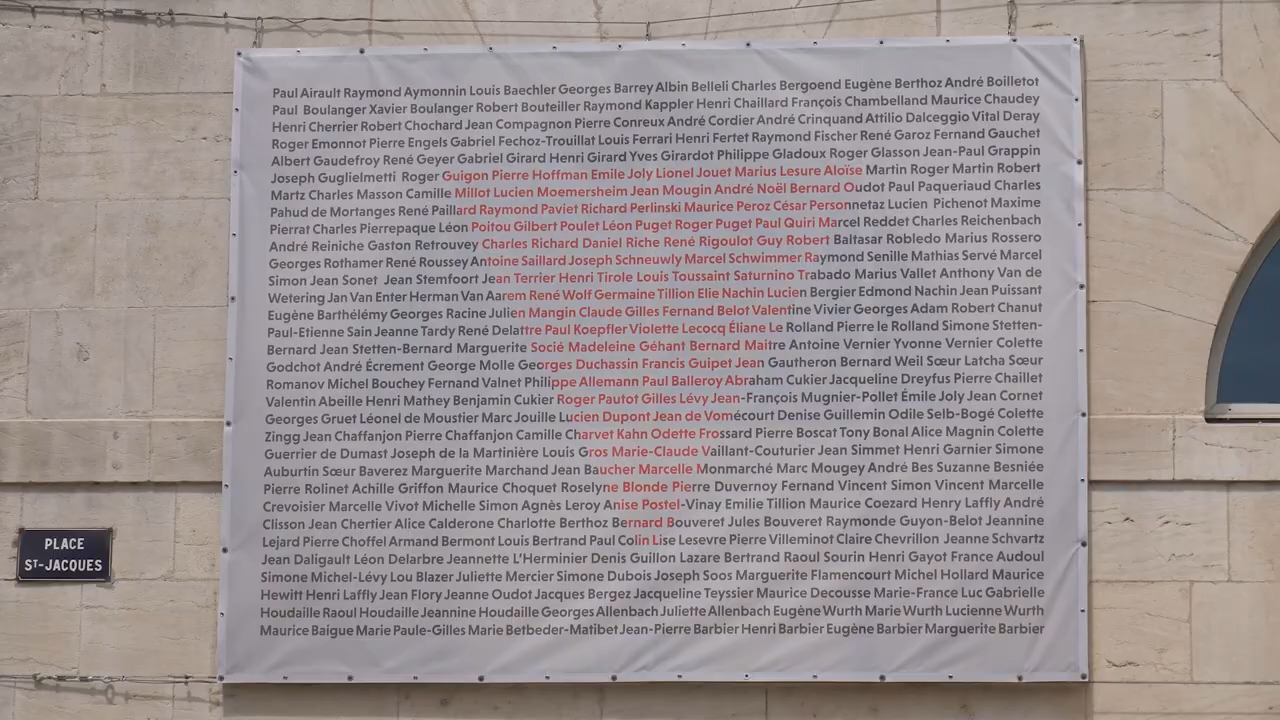 Paul Airault Raymond Aymonnin Louis Baechler Georges Barrey Albin Belleli Charles Bergoend Eugène Berthoz André Boilletot
Paul Boulanger Xavier Boulanger Robert Bouteiller Raymond Kappler Henri Chaillard François Chambelland Maurice Chaudey
Henri Cherrier Robert Chochard Jean Compagnon Pierre Conreux André Cordier André Crinquand Attilio Dalceggio Vital Deray
Roger Emonnot Pierre Engels Gabriel Fechoz-Trouillat Louis Ferrari Henri Fertet Raymond Fischer René Garoz Fernand Gauchet
Albert Gaudefroy René Geyer Gabriel Girard Henri Girard Yves Girardot Philippe Gladoux Roger Glasson Jean-Paul Grappin
Joseph Guglielmetti Roger Guigon Pierre Hoffman Emile Joly Lionel Jouet Marius Lesure Aloïse Martin Roger Martin Robert
Martz Charles Masson Camille Millot Lucien Moemersheim Jean Mougin André Noël Bernard Oudot Paul Paqueriaud Charles
Pahud de Mortanges René Paillard Raymond Paviet Richard Perlinski Maurice Peroz César Personnetaz Lucien Pichenot Maxime
Pierrat Charles Pierrepaque Léon Poitou Gilbert Poulet Léon Puget Roger Puget Paul Quiri Marcel Reddet Charles Reichenbach
André Reiniche Gaston Retrouvey Charles Richard Daniel Riche René Rigoulot Guy Robert Baltasar Robledo Marius Rossero
Georges Rothamer René Roussey Antoine Saillard Joseph Schneuwly Marcel Schwimmer Raymond Senille Mathias Servé Marcel
Simon Jean Sonet Jean Stemfoort Jean Terrier Henri Tirole Louis Toussaint Saturnino Trabado Marius Vallet Anthony Van de
Wetering Jan Van Enter Herman Van Aarem René Wolf Germaine Tillion Elie Nachin Lucien Bergier Edmond Nachin Jean Puissant
Eugène Barthélémy Georges Racine Julien Mangin Claude Gilles Fernand Belot Valentine Vivier Georges Adam Robert Chanut
Paul-Etienne Sain Jeanne Tardy René Delattre Paul Koepfler Violette Lecocq Éliane Le Rolland Pierre le Rolland Simone Stetten-
Bernard Jean Stetten-Bernard Marguerite Socié Madeleine Géhant Bernard Maitre Antoine Vernier Yvonne Vernier Colette
Godchot André Écrement George Molle Georges Duchassin Francis Guipet Jean Gautheron Bernard Weil Sœur Latcha Sœur
Romanov Michel Bouchey Fernand Valnet Philippe Allemann Paul Balleroy Abraham Cukier Jacqueline Dreyfus Pierre Chaillet
Valentin Abeille Henri Mathey Benjamin Cukier Roger Pautot Gilles Lévy Jean-François Mugnier-Pollet Émile Joly Jean Cornet
Georges Gruet Léonel de Moustier Marc Jouille Lucien Dupont Jean de Vomécourt Denise Guillemin Odile Selb-Bogé Colette
Zingg Jean Chaffanjon Pierre Chaffanjon Camille Charvet Kahn Odette Frossard Pierre Boscat Tony Bonal Alice Magnin Colette
Guerrier de Dumast Joseph de la Martinière Louis Gros Marie-Claude Vaillant-Couturier Jean Simmet Henri Garnier Simone
Auburtin Sœur Baverez Marguerite Marchand Jean Baucher Marcelle Monmarché Marc Mougey André Bes Suzanne Besniée
Pierre Rolinet Achille Griffon Maurice Choquet Roselyne Blonde Pierre Duvernoy Fernand Vincent Simon Vincent Marcelle
Crevoisier Marcelle Vivot Michelle Simon Agnès Leroy Anise Postel-Vinay Emilie Tillion Maurice Coezard Henry Laffly André
Clisson Jean Chertier Alice Calderone Charlotte Berthoz Bernard Bouveret Jules Bouveret Raymonde Guyon-Belot Jeannine
Lejard Pierre Choffel Armand Bermont Louis Bertrand Paul Colin Lise Lesevre Pierre Villeminot Claire Chevrillon Jeanne Schvartz
Jean Daligault Léon Delarbre Jeannette L'Herminier Denis Guillon Lazare Bertrand Raoul Sourin Henri Gayot France Audoul
Simone Michel-Lévy Lou Blazer Juliette Mercier Simone Dubois Joseph Soos Marguerite Flamencourt Michel Hollard Maurice
Hewitt Henri Laffly Jean Flory Jeanne Oudot Jacques Bergez Jacqueline Teyssier Maurice Decousse Marie-France Luc Gabrielle
Houdaille Raoul Houdaille Jeannine Houdaille Georges Allenbach Juliette Allenbach Eugène Wurth Marie Wurth Lucienne Wurth
Maurice Baigue Marie Paule-Gilles Marie Betbeder-Matibet Jean-Pierre Barbier Henri Barbier Eugène Barbier Marguerite Barbier
PLACE
ST-JACQUES